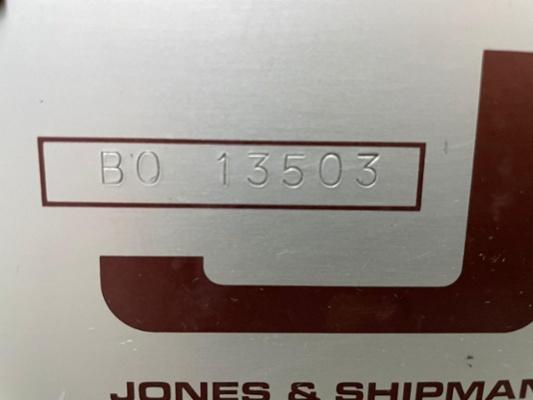 BO 13503
JONES & SHIPMAN